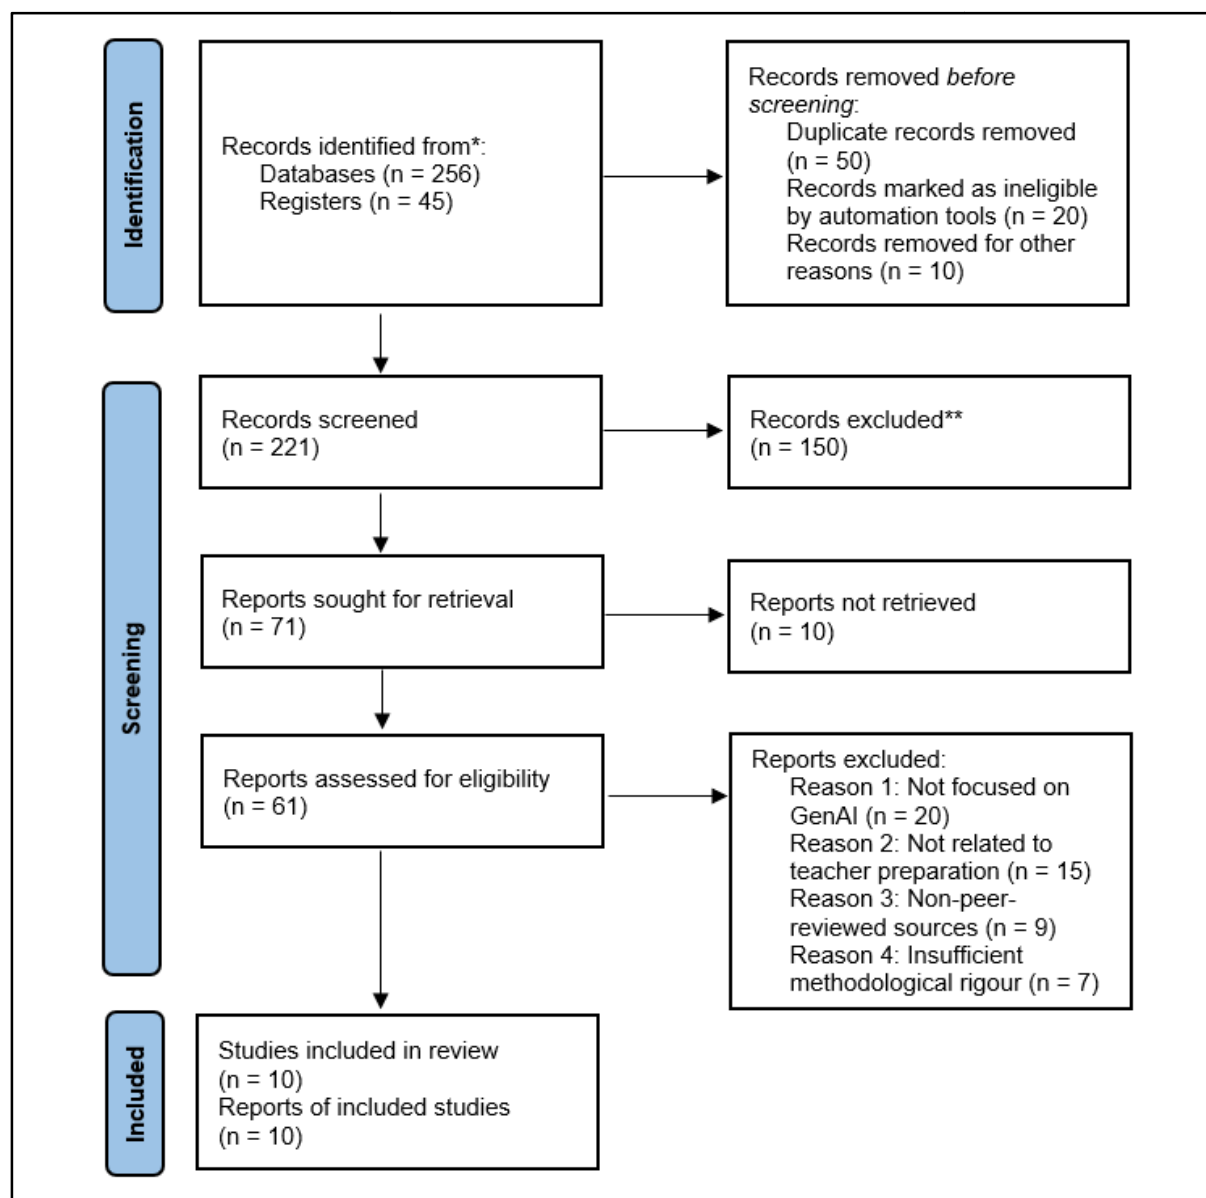 Identification
Records identified from*:
Databases (n = 256)
Registers (n = 45)
Records removed before
screening:
Duplicate records removed
(n = 50)
Records marked as ineligible
by automation tools (n = 20)
Records removed for other
reasons (n = 10)
Screening
Records screened
(n = 221)
Records excluded**
(n = 150)
Reports sought for retrieval
(n = 71)
Reports not retrieved
(n = 10)
Reports assessed for eligibility
(n = 61)
Reports excluded:
Reason 1: Not focused on
GenAI (n = 20)
Reason 2: Not related to
teacher preparation (n = 15)
Reason 3: Non-peer-
reviewed sources (n = 9)
Reason 4: Insufficient
methodological rigour (n = 7)
Included
Studies included in review
(n = 10)
Reports of included studies
(n = 10)